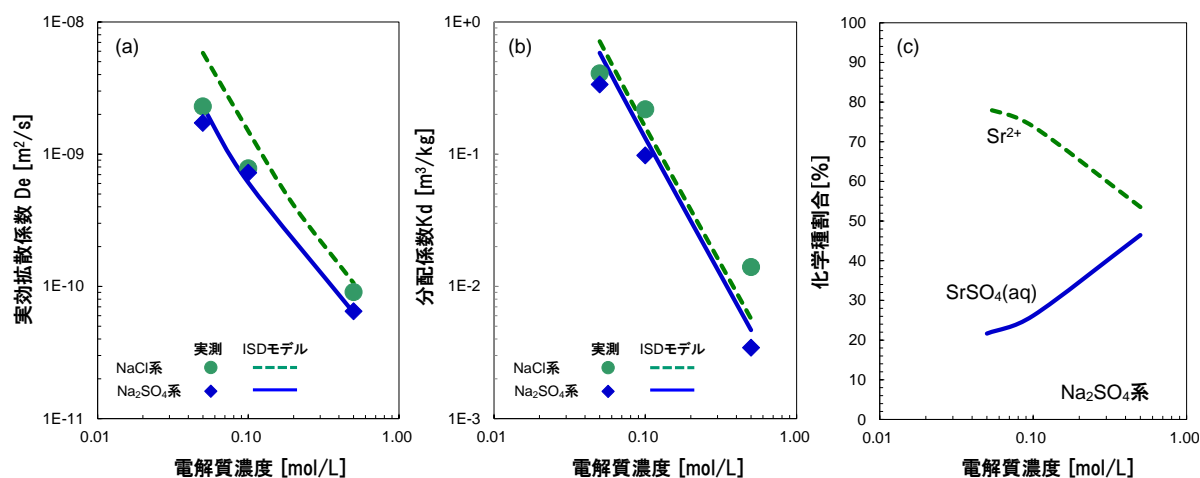 (a)
実効拡散係数 De [m²/s]
1E-08
1E-09
1E-10
1E-11
0.01
0.10
1.00
電解質濃度 [mol/L]
実測
ISDモデル
NaCl系
Na₂SO₄系
(b)
分配係数Kd [m³/kg]
1E+0
1E-1
1E-2
1E-3
0.01
0.10
1.00
電解質濃度 [mol/L]
実測
ISDモデル
NaCl系
Na₂SO₄系
(c)
化学種割合[%]
100
90
80
70
60
50
40
30
20
10
0
Sr²⁺
SrSO₄(aq)
Na₂SO₄系
0.01
0.10
1.00
電解質濃度 [mol/L]